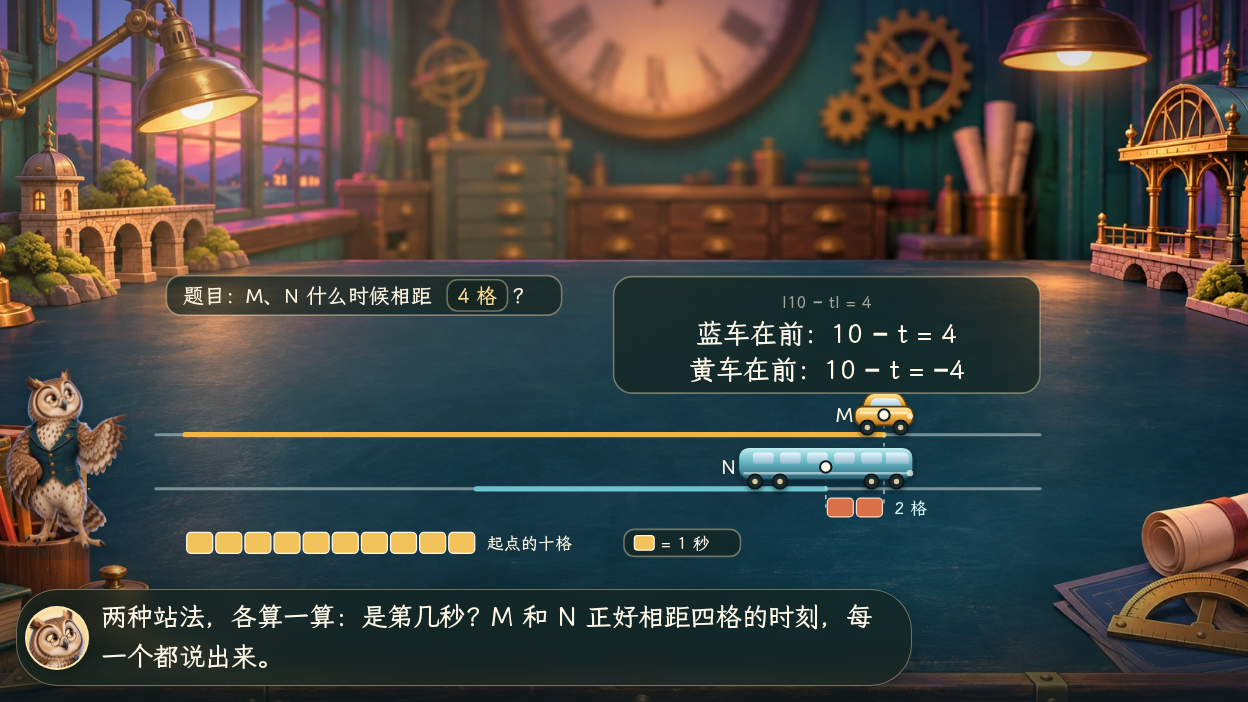 题目：M、N 什么时候相距 4 格？
|10 − t| = 4
蓝车在前：10 − t = 4
黄车在前：10 − t = −4
M
N
2 格
起点的十格
= 1 秒
两种站法，各算一算：是第几秒？M 和 N 正好相距四格的时刻，每
一个都说出来。